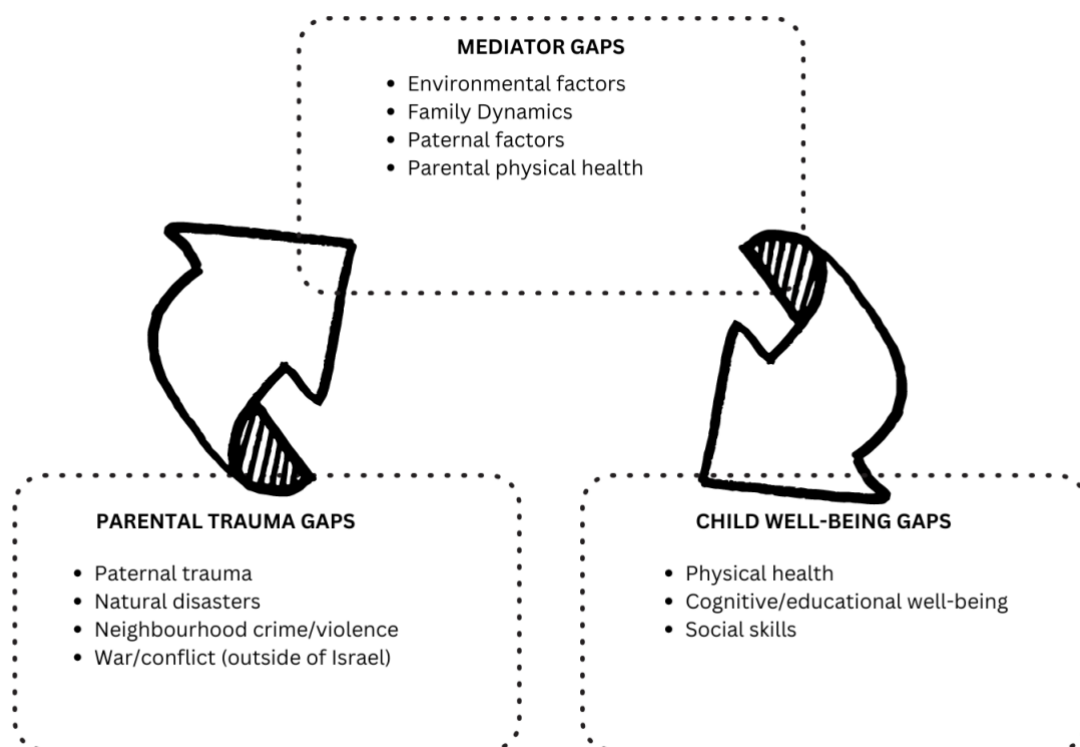 MEDIATOR GAPS
• Environmental factors
• Family Dynamics
• Paternal factors
• Parental physical health
PARENTAL TRAUMA GAPS
• Paternal trauma
• Natural disasters
• Neighbourhood crime/violence
• War/conflict (outside of Israel)
CHILD WELL-BEING GAPS
• Physical health
• Cognitive/educational well-being
• Social skills